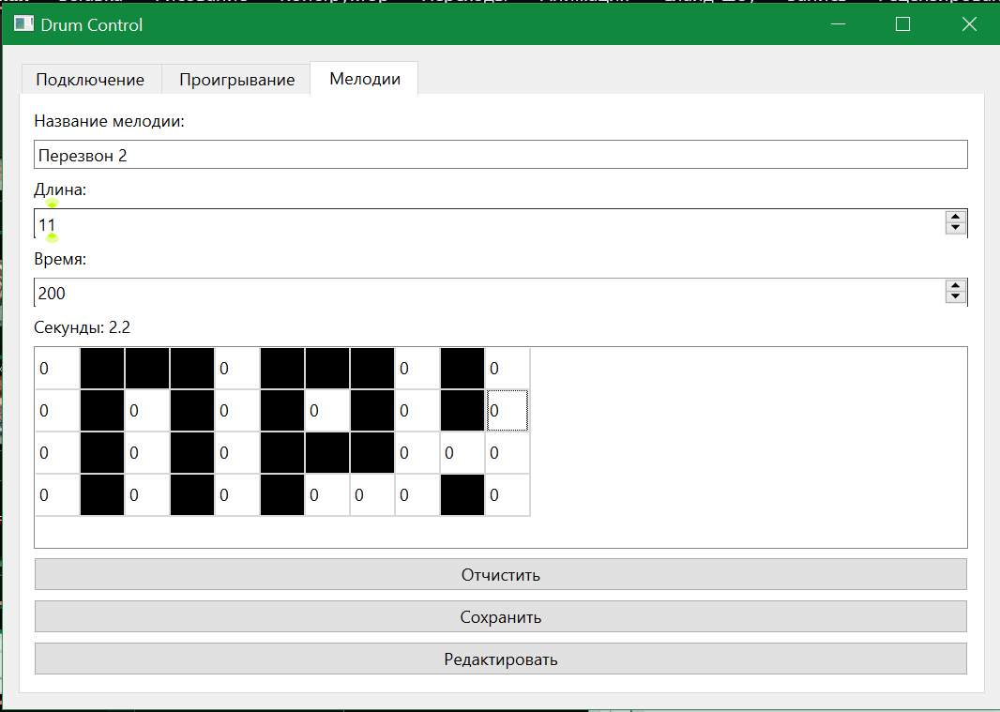 Drum Control
Подключение Проигрывание Мелодии
Название мелодии:
Перезвон 2
Длина:
11
Время:
200
Секунды: 2.2
0 0 0 0
0 0 0 0 0 0
0 0 0 0 0 0
0 0 0 0 0 0 0
Отчистить
Сохранить
Редактировать